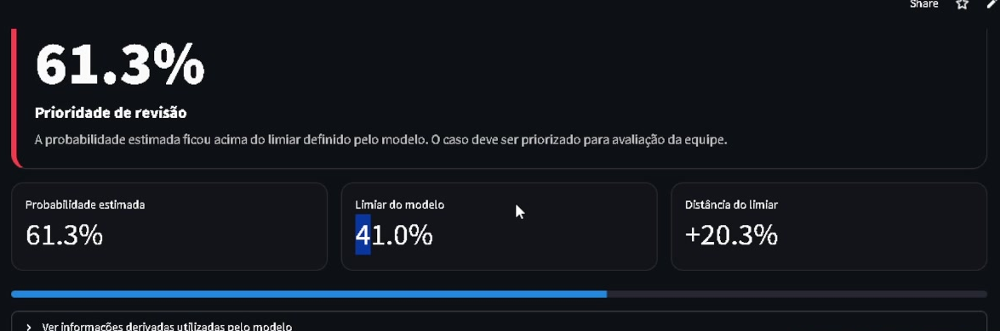 Share
61.3%
Prioridade de revisão
A probabilidade estimada ficou acima do limiar definido pelo modelo. O caso deve ser priorizado para avaliação da equipe.
Probabilidade estimada
61.3%
Limiar do modelo
41.0%
Distância do limiar
+20.3%
Ver informações derivadas utilizadas pelo modelo